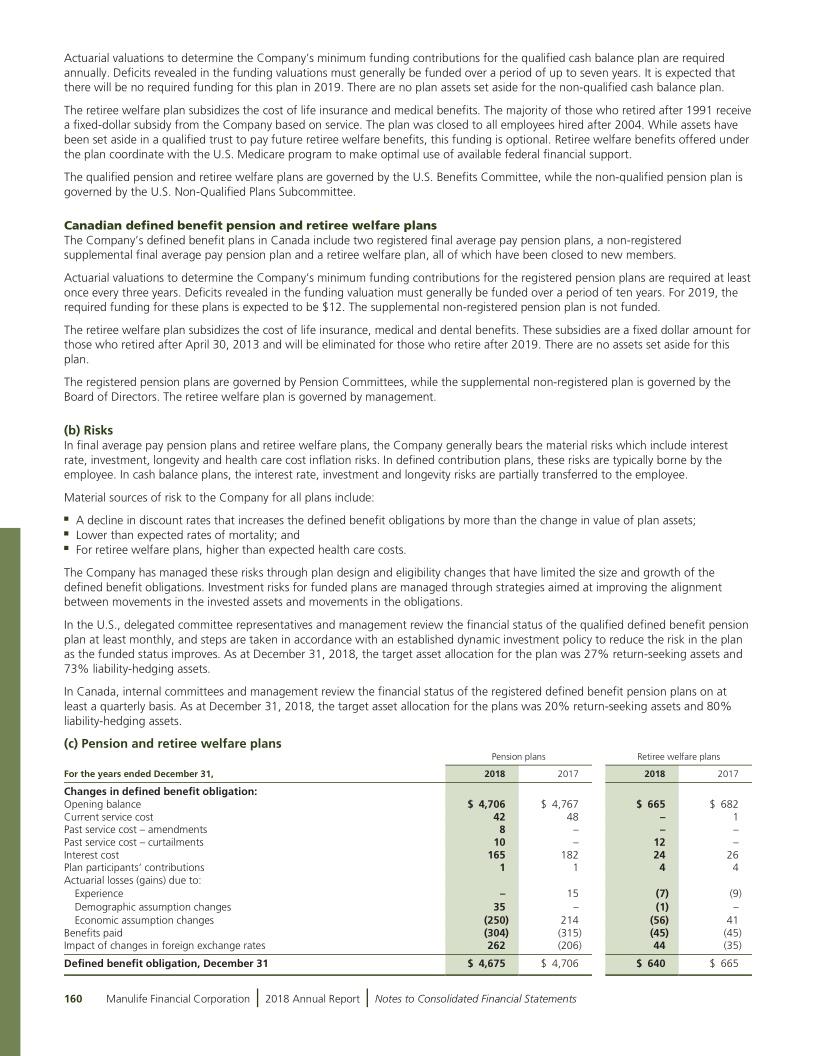 Actuarial valuations to determine the Company's minimum funding contributions for the qualified cash balance plan are required
annually. Deficits revealed in the funding valuations must generally be funded over a period of up to seven years. It is expected that
there will be no required funding for this plan in 2019. There are no plan assets set aside for the non-qualified cash balance plan.
The retiree welfare plan subsidizes the cost of life insurance and medical benefits. The majority of those who retired after 1991 receive
a fixed-dollar subsidy from the Company based on service. The plan was closed to all employees hired after 2004. While assets have
been set aside in a qualified trust to pay future retiree welfare benefits, this funding is optional. Retiree welfare benefits offered under
the plan coordinate with the U.S. Medicare program to make optimal use of available federal financial support.
The qualified pension and retiree welfare plans are governed by the U.S. Benefits Committee, while the non-qualified pension plan is
governed by the U.S. Non-Qualified Plans Subcommittee.
Canadian defined benefit pension and retiree welfare plans
The Company's defined benefit plans in Canada include two registered final average pay pension plans, a non-registered
supplemental final average pay pension plan and a retiree welfare plan, all of which have been closed to new members.
Actuarial valuations to determine the Company's minimum funding contributions for the registered pension plans are required at least
once every three years. Deficits revealed in the funding valuation must generally be funded over a period of ten years. For 2019, the
required funding for these plans is expected to be $12. The supplemental non-registered pension plan is not funded.
The retiree welfare plan subsidizes the cost of life insurance, medical and dental benefits. These subsidies are a fixed dollar amount for
those who retired after April 30, 2013 and will be eliminated for those who retire after 2019. There are no assets set aside for this
plan.
The registered pension plans are governed by Pension Committees, while the supplemental non-registered plan is governed by the
Board of Directors. The retiree welfare plan is governed by management.
(b) Risks
In final average pay pension plans and retiree welfare plans, the Company generally bears the material risks which include interest
rate, investment, longevity and health care cost inflation risks. In defined contribution plans, these risks are typically borne by the
employee. In cash balance plans, the interest rate, investment and longevity risks are partially transferred to the employee.
Material sources of risk to the Company for all plans include:
▪ A decline in discount rates that increases the defined benefit obligations by more than the change in value of plan assets;
▪ Lower than expected rates of mortality; and
▪ For retiree welfare plans, higher than expected health care costs.
The Company has managed these risks through plan design and eligibility changes that have limited the size and growth of the
defined benefit obligations. Investment risks for funded plans are managed through strategies aimed at improving the alignment
between movements in the invested assets and movements in the obligations.
In the U.S., delegated committee representatives and management review the financial status of the qualified defined benefit pension
plan at least monthly, and steps are taken in accordance with an established dynamic investment policy to reduce the risk in the plan
as the funded status improves. As at December 31, 2018, the target asset allocation for the plan was 27% return-seeking assets and
73% liability-hedging assets.
In Canada, internal committees and management review the financial status of the registered defined benefit pension plans on at
least a quarterly basis. As at December 31, 2018, the target asset allocation for the plans was 20% return-seeking assets and 80%
liability-hedging assets.
(c) Pension and retiree welfare plans
Pension plans Retiree welfare plans
For the years ended December 31, 2018 2017 2018 2017
Changes in defined benefit obligation:
Opening balance $ 4,706 $ 4,767 $ 665 $ 682
Current service cost 42 48 – 1
Past service cost – amendments 8 – – –
Past service cost – curtailments 10 – 12 –
Interest cost 165 182 24 26
Plan participants' contributions 1 1 4 4
Actuarial losses (gains) due to:
Experience – 15 (7) (9)
Demographic assumption changes 35 – (1) –
Economic assumption changes (250) 214 (56) 41
Benefits paid (304) (315) (45) (45)
Impact of changes in foreign exchange rates 262 (206) 44 (35)
Defined benefit obligation, December 31 $ 4,675 $ 4,706 $ 640 $ 665
160 Manulife Financial Corporation | 2018 Annual Report | Notes to Consolidated Financial Statements